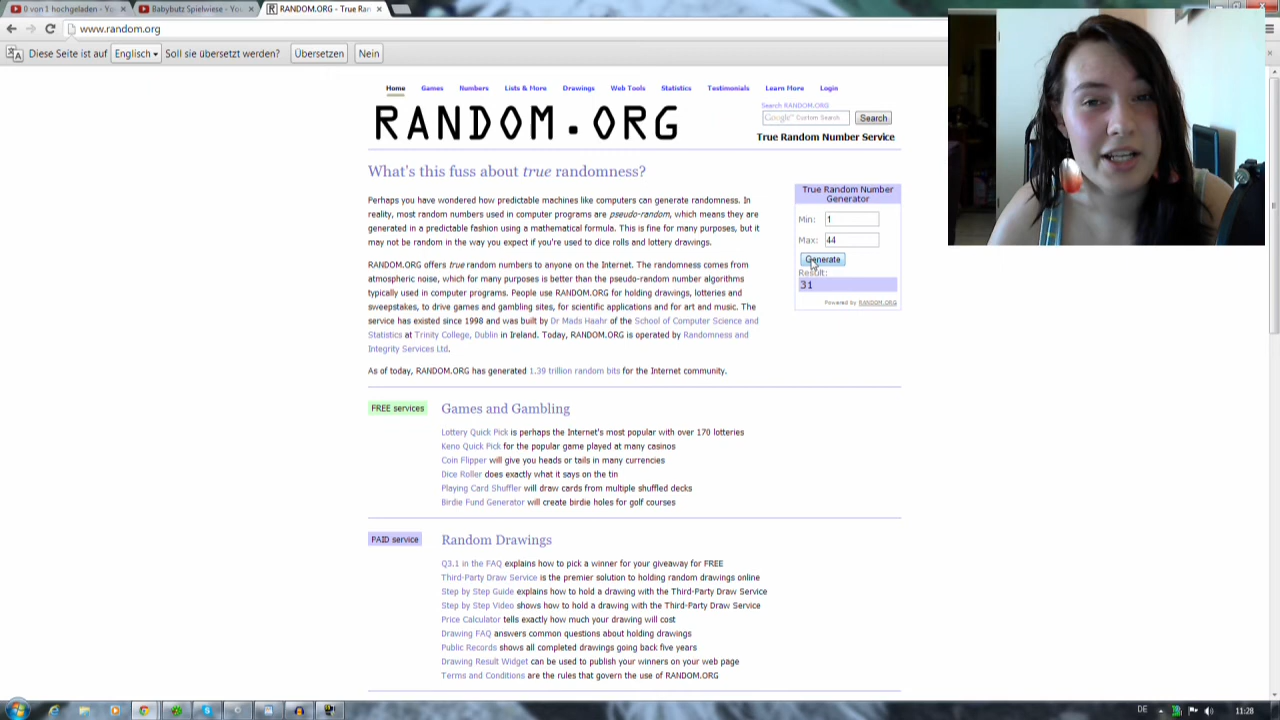 0 von 1 hochgeladen - You
Babybutz Spielwiese - You
RANDOM.ORG - True Ran
www.random.org
Diese Seite ist auf Englisch Soll sie übersetzt werden? Übersetzen Nein
Home Games Numbers Lists & More Drawings Web Tools Statistics Testimonials Learn More Login
RANDOM.ORG
Search RANDOM.ORG
Google™ Custom Search Search
True Random Number Service
What's this fuss about true randomness?
Perhaps you have wondered how predictable machines like computers can generate randomness. In
reality, most random numbers used in computer programs are pseudo-random, which means they are
generated in a predictable fashion using a mathematical formula. This is fine for many purposes, but it
may not be random in the way you expect if you're used to dice rolls and lottery drawings.
RANDOM.ORG offers true random numbers to anyone on the Internet. The randomness comes from
atmospheric noise, which for many purposes is better than the pseudo-random number algorithms
typically used in computer programs. People use RANDOM.ORG for holding drawings, lotteries and
sweepstakes, to drive games and gambling sites, for scientific applications and for art and music. The
service has existed since 1998 and was built by Dr Mads Haahr of the School of Computer Science and
Statistics at Trinity College, Dublin in Ireland. Today, RANDOM.ORG is operated by Randomness and
Integrity Services Ltd.
As of today, RANDOM.ORG has generated 1.39 trillion random bits for the Internet community.
True Random Number
Generator
Min: 1
Max: 44
Generate
Result:
31
Powered by RANDOM.ORG
FREE services
Games and Gambling
Lottery Quick Pick is perhaps the Internet's most popular with over 170 lotteries
Keno Quick Pick for the popular game played at many casinos
Coin Flipper will give you heads or tails in many currencies
Dice Roller does exactly what it says on the tin
Playing Card Shuffler will draw cards from multiple shuffled decks
Birdie Fund Generator will create birdie holes for golf courses
PAID service
Random Drawings
Q3.1 in the FAQ explains how to pick a winner for your giveaway for FREE
Third-Party Draw Service is the premier solution to holding random drawings online
Step by Step Guide explains how to hold a drawing with the Third-Party Draw Service
Step by Step Video shows how to hold a drawing with the Third-Party Draw Service
Price Calculator tells exactly how much your drawing will cost
Drawing FAQ answers common questions about holding drawings
Public Records shows all completed drawings going back five years
Drawing Result Widget can be used to publish your winners on your web page
Terms and Conditions are the rules that govern the use of RANDOM.ORG
DE 11:28